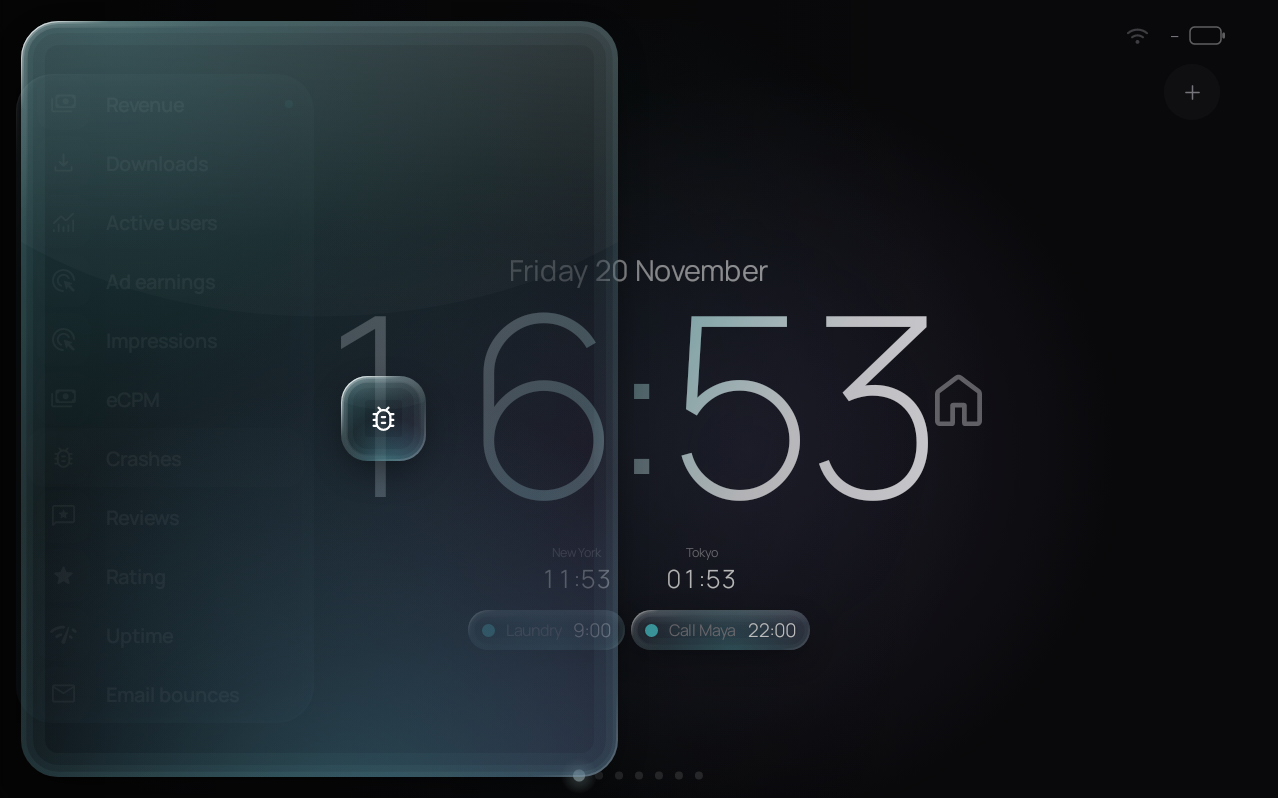 Revenue
Downloads
Active users
Ad earnings
Impressions
eCPM
Crashes
Reviews
Rating
Uptime
Email bounces
Friday 20 November
16:53
New York
11:53
Tokyo
01:53
Laundry 9:00
Call Maya 22:00